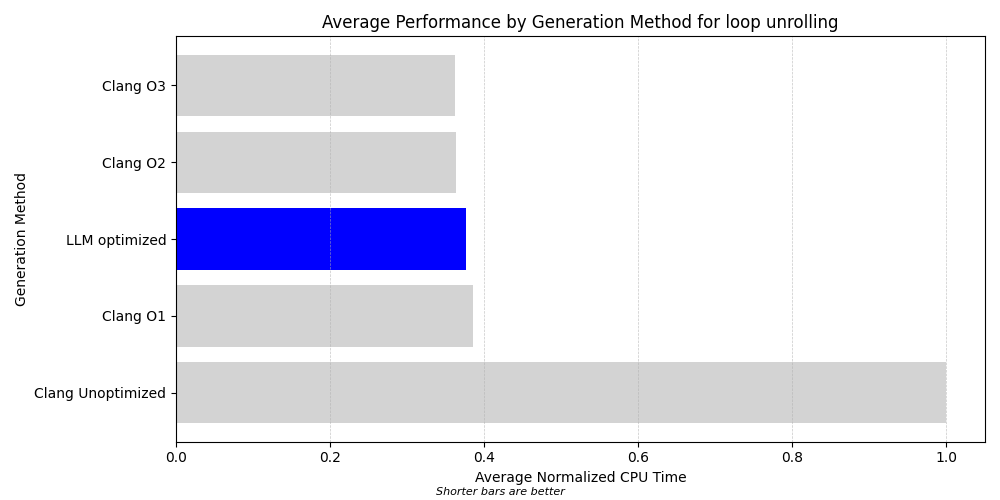 Average Performance by Generation Method for loop unrolling
Generation Method
Clang O3
Clang O2
LLM optimized
Clang O1
Clang Unoptimized
0.0 0.2 0.4 0.6 0.8 1.0
Average Normalized CPU Time
Shorter bars are better